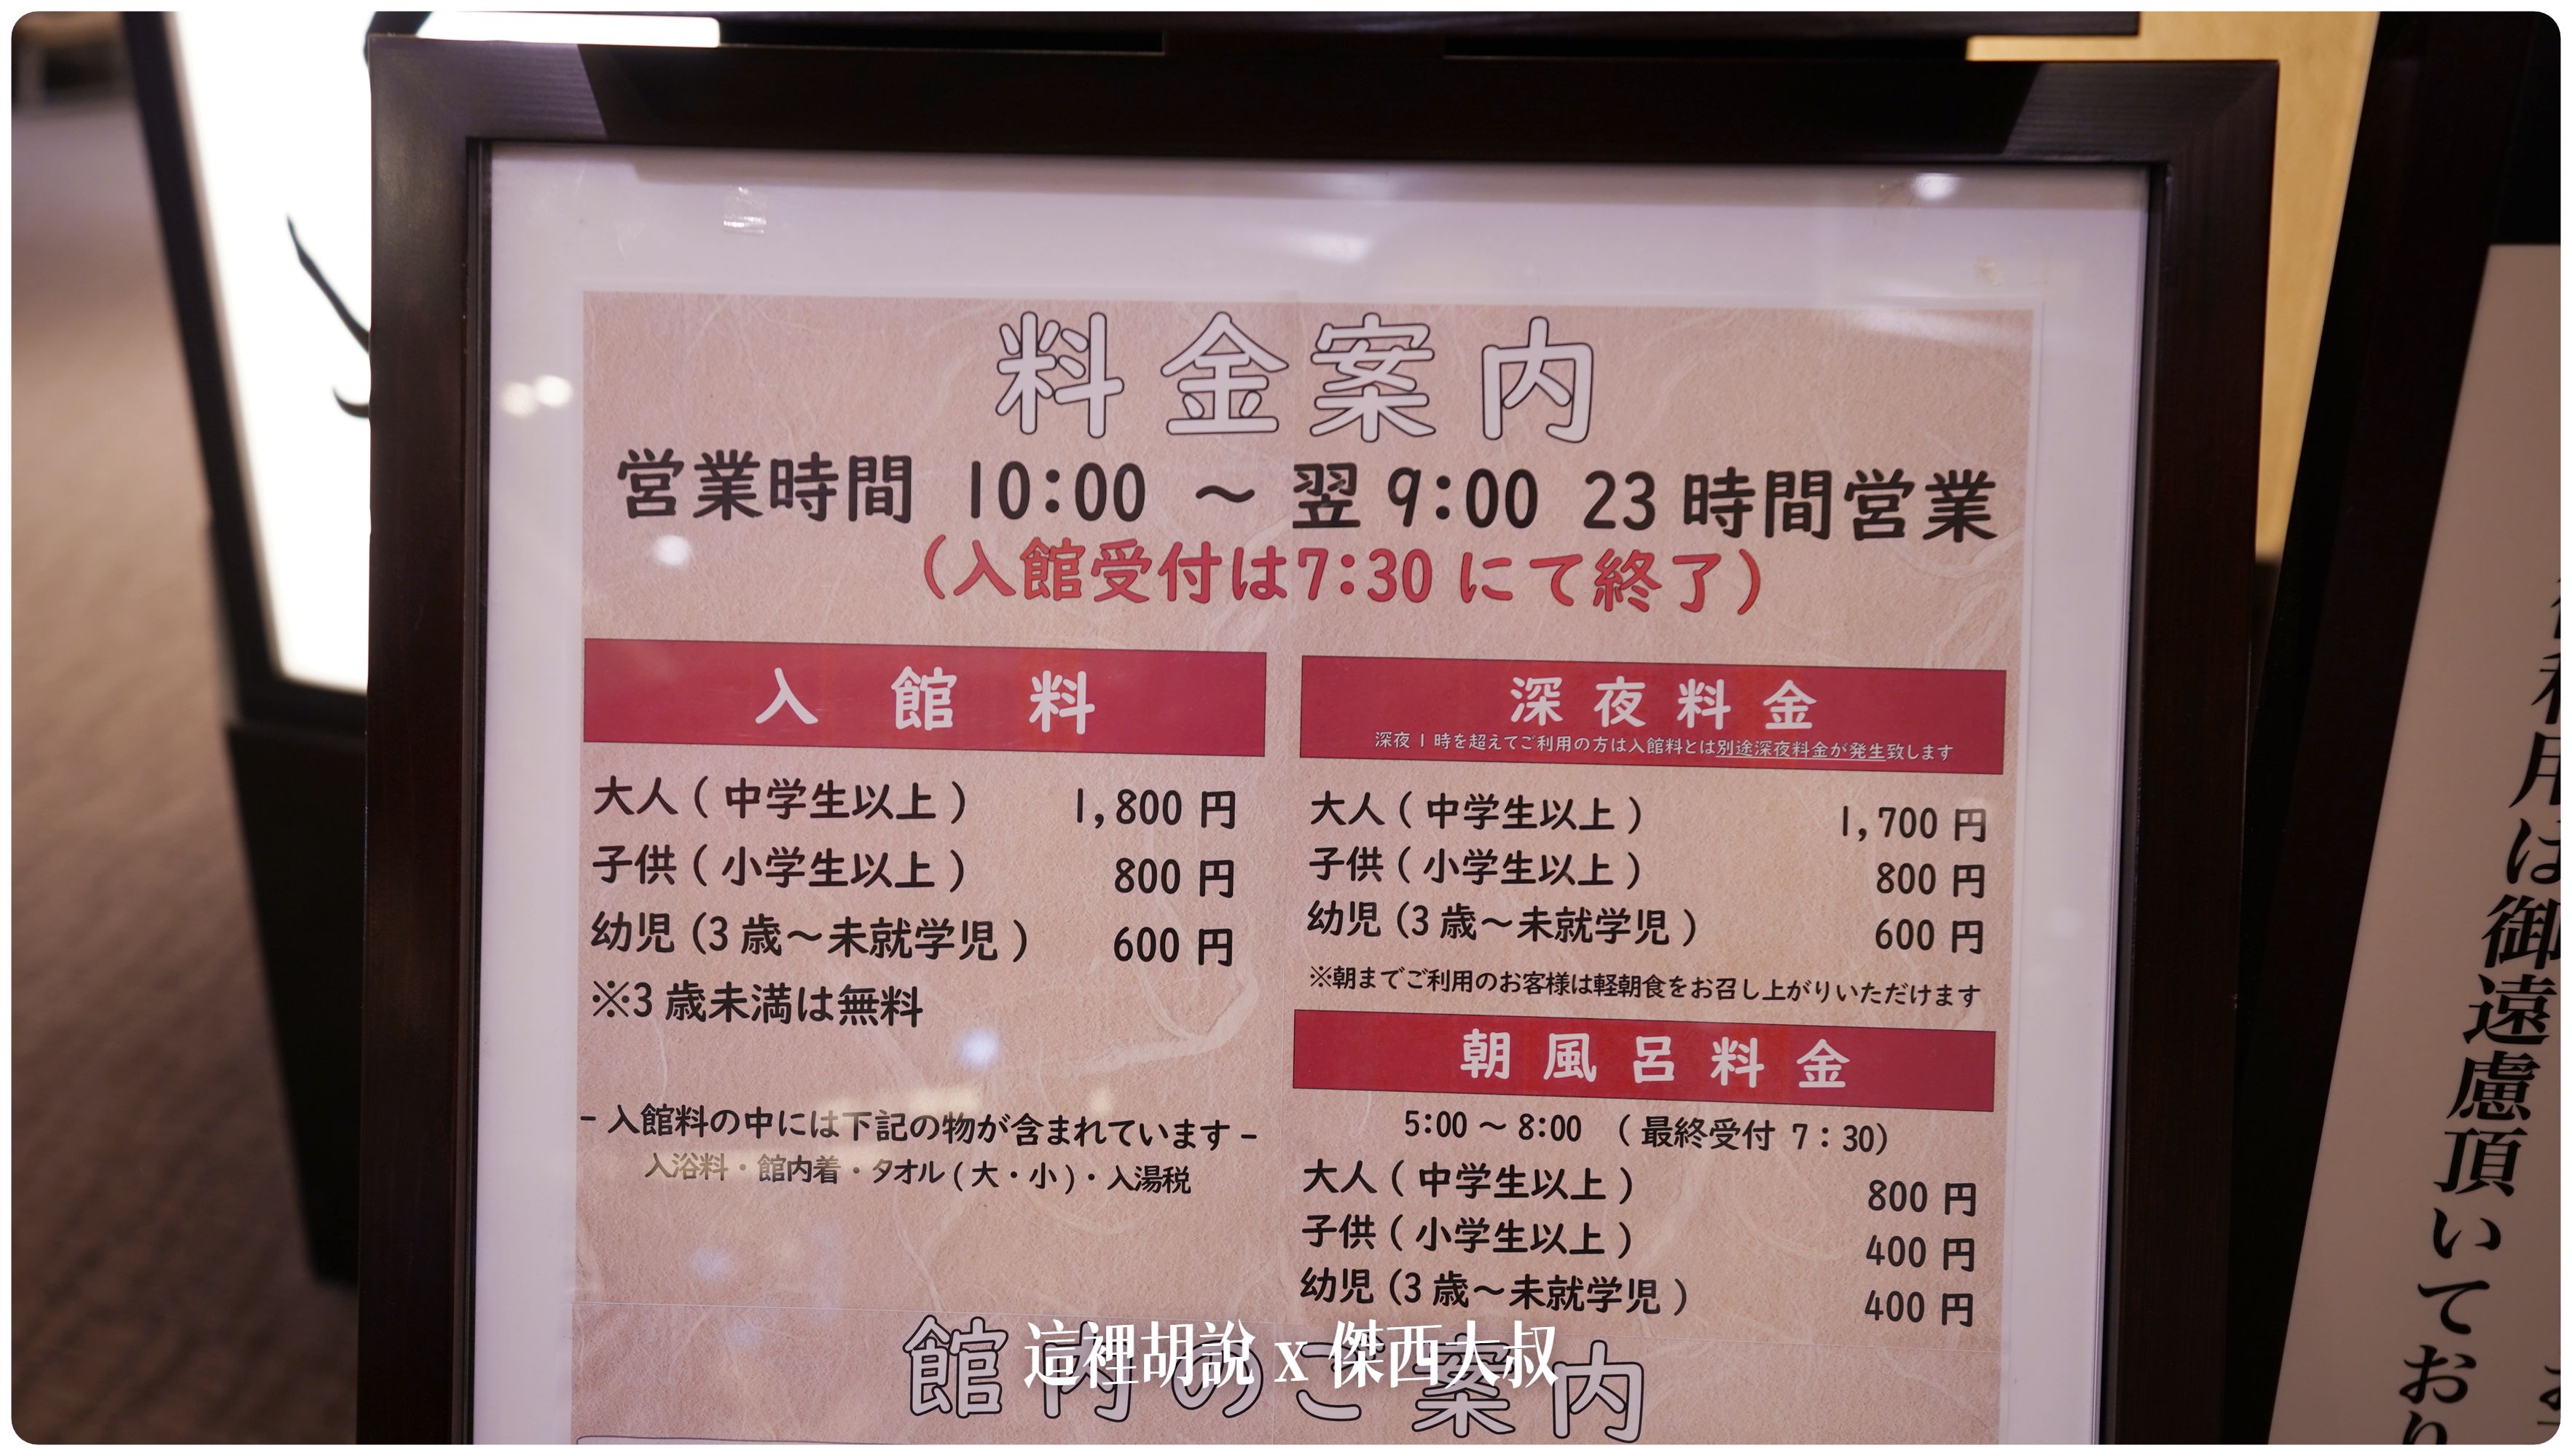 料金案内
営業時間 10:00 ～ 翌 9:00 23 時間営業
(入館受付は7:30 にて終了)
入館料
大人 ( 中学生以上 ) 1,800 円
子供 ( 小学生以上 ) 800 円
幼児 (3 歳～未就学児 ) 600 円
※3 歳未満は無料
- 入館料の中には下記の物が含まれています -
入浴料・館内着・タオル ( 大・小 )・入湯税
深夜料金
深夜 1 時を超えてご利用の方は入館料とは別途深夜料金が発生致します
大人 ( 中学生以上 ) 1,700 円
子供 ( 小学生以上 ) 800 円
幼児 (3 歳～未就学児 ) 600 円
※朝までご利用のお客様は軽朝食をお召し上がりいただけます
朝風呂料金
5:00 ～ 8:00 ( 最終受付 7 : 30)
大人 ( 中学生以上 ) 800 円
子供 ( 小学生以上 ) 400 円
幼児 (3 歳～未就学児 ) 400 円
館内のご案内
這裡胡說 x 傑西大叔
利用は御遠慮頂いており